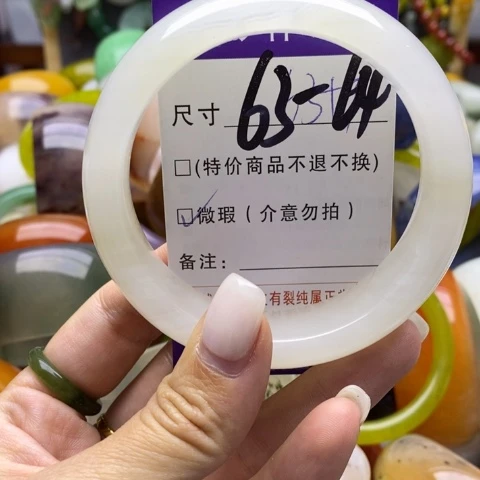 尺寸 63-64
□(特价商品不退不换)
☑微瑕(介意勿拍)
备注:
有裂纯属正